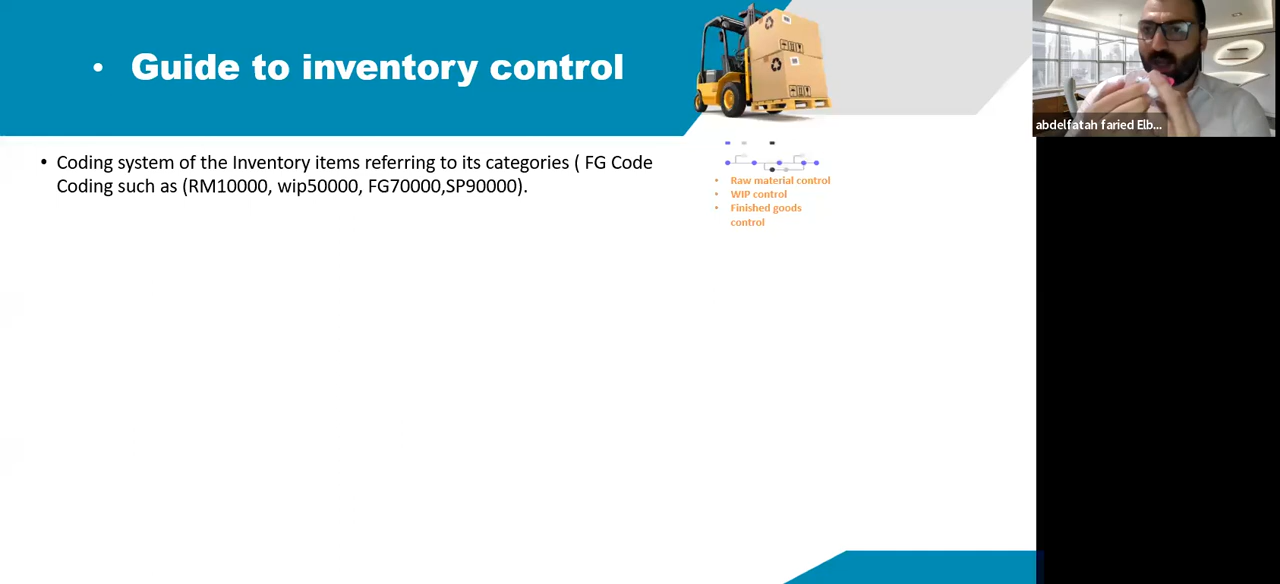 • Guide to inventory control
abdelfatah faried Elb...
• Coding system of the Inventory items referring to its categories ( FG Code
Coding such as (RM10000, wip50000, FG70000,SP90000).
• Raw material control
• WIP control
• Finished goods
control